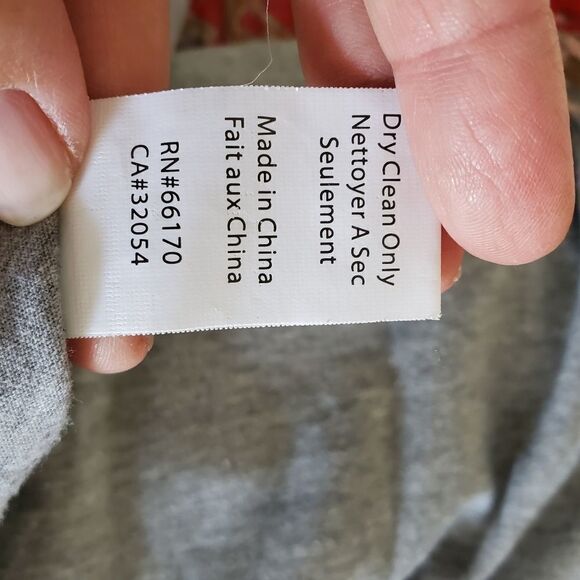 Dry Clean Only
Nettoyer A Sec
Seulement
Made in China
Fait aux China
RN#66170
CA#32054